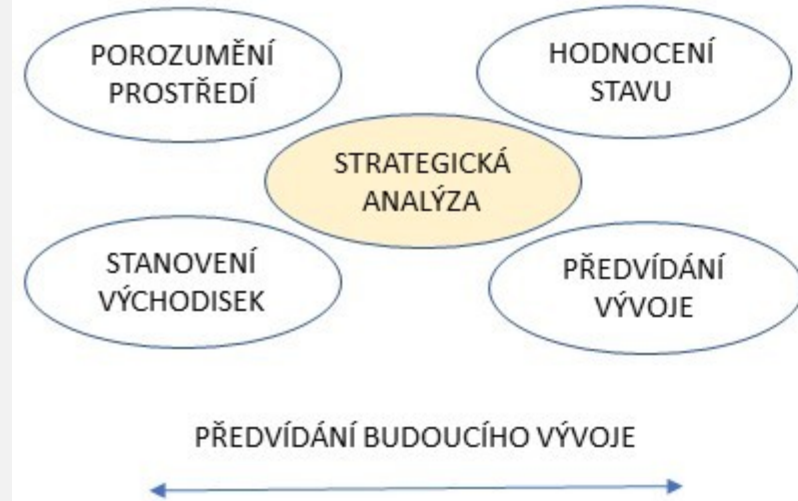 POROZUMĚNÍ
PROSTŘEDÍ
HODNOCENÍ
STAVU
STRATEGICKÁ
ANALÝZA
STANOVENÍ
VÝCHODISEK
PŘEDVÍDÁNÍ
VÝVOJE
PŘEDVÍDÁNÍ BUDOUCÍHO VÝVOJE